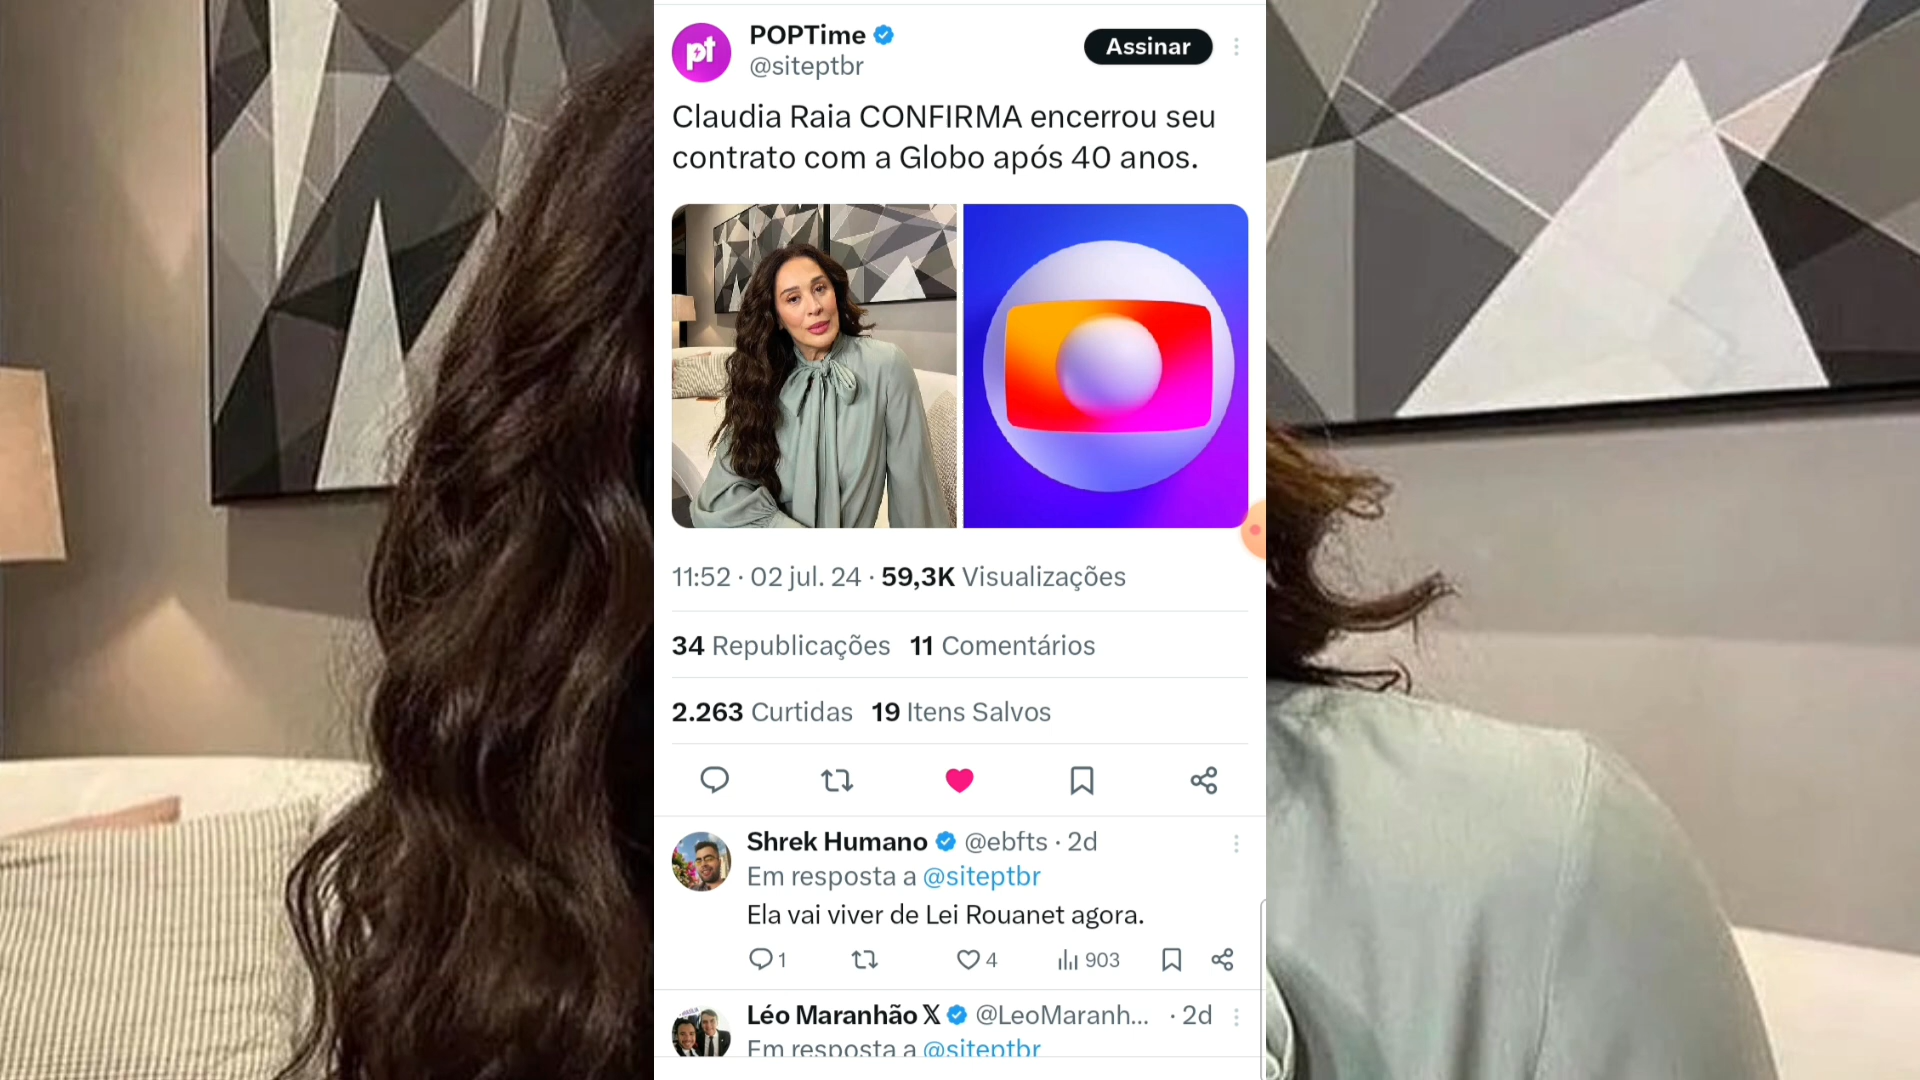 pt
POPTime
@siteptbr
Assinar
Claudia Raia CONFIRMA encerrou seu
contrato com a Globo após 40 anos.
11:52 · 02 jul. 24 · 59,3K Visualizações
34 Republicações 11 Comentários
2.263 Curtidas 19 Itens Salvos
Shrek Humano @ebfts · 2d
Em resposta a @siteptbr
Ela vai viver de Lei Rouanet agora.
1 4 903
Léo Maranhão X @LeoMaranh... · 2d
Em resposta a @siteptbr